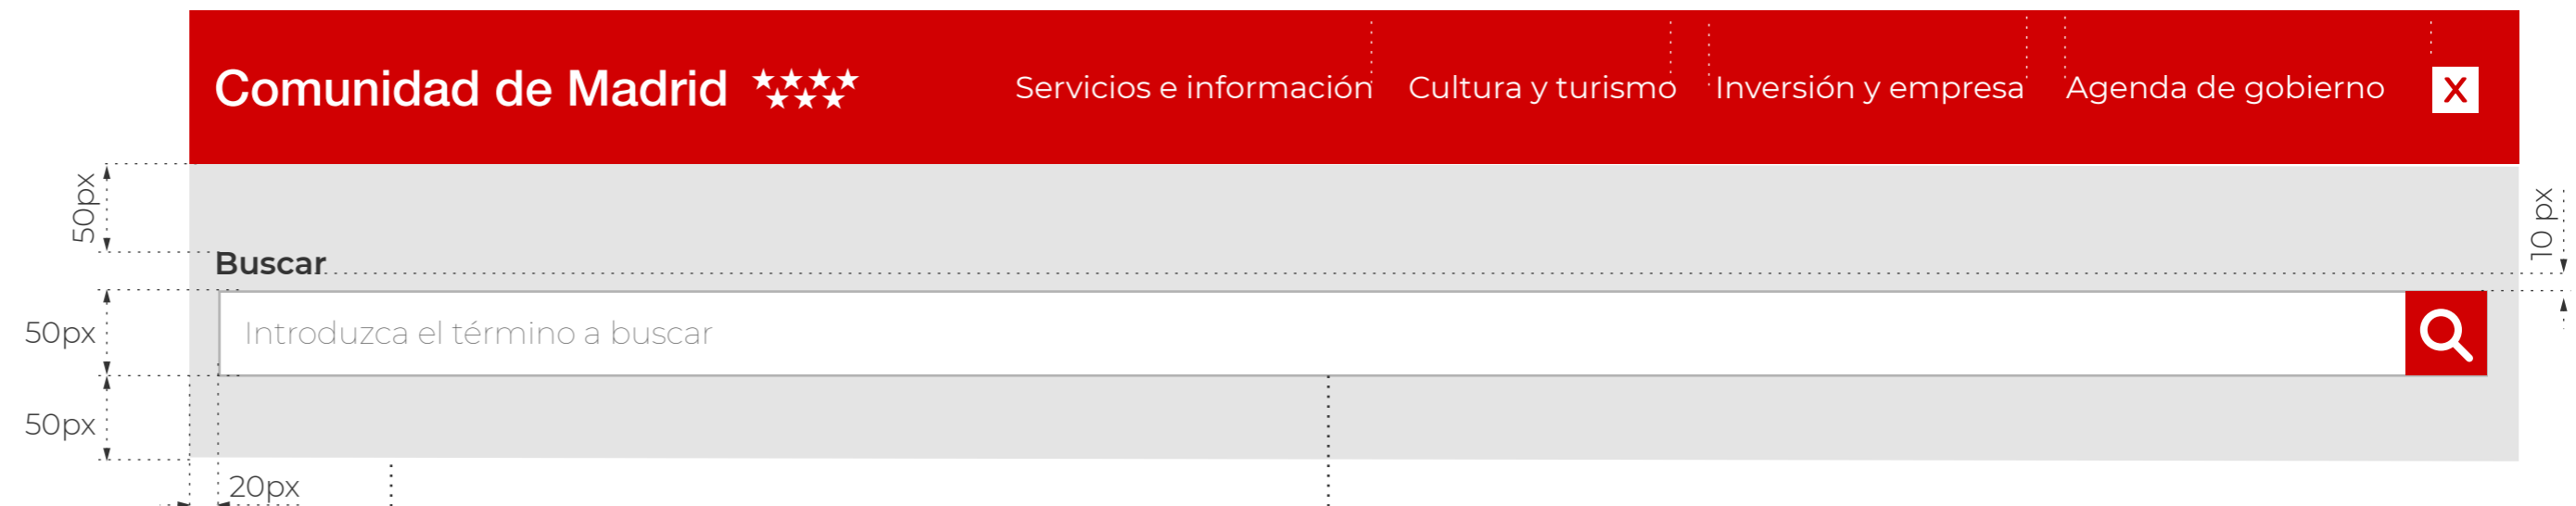 Comunidad de Madrid
Servicios e información
Cultura y turismo
Inversión y empresa
Agenda de gobierno
X
50px
10 px
Buscar
50px
Introduzca el término a buscar
50px
20px